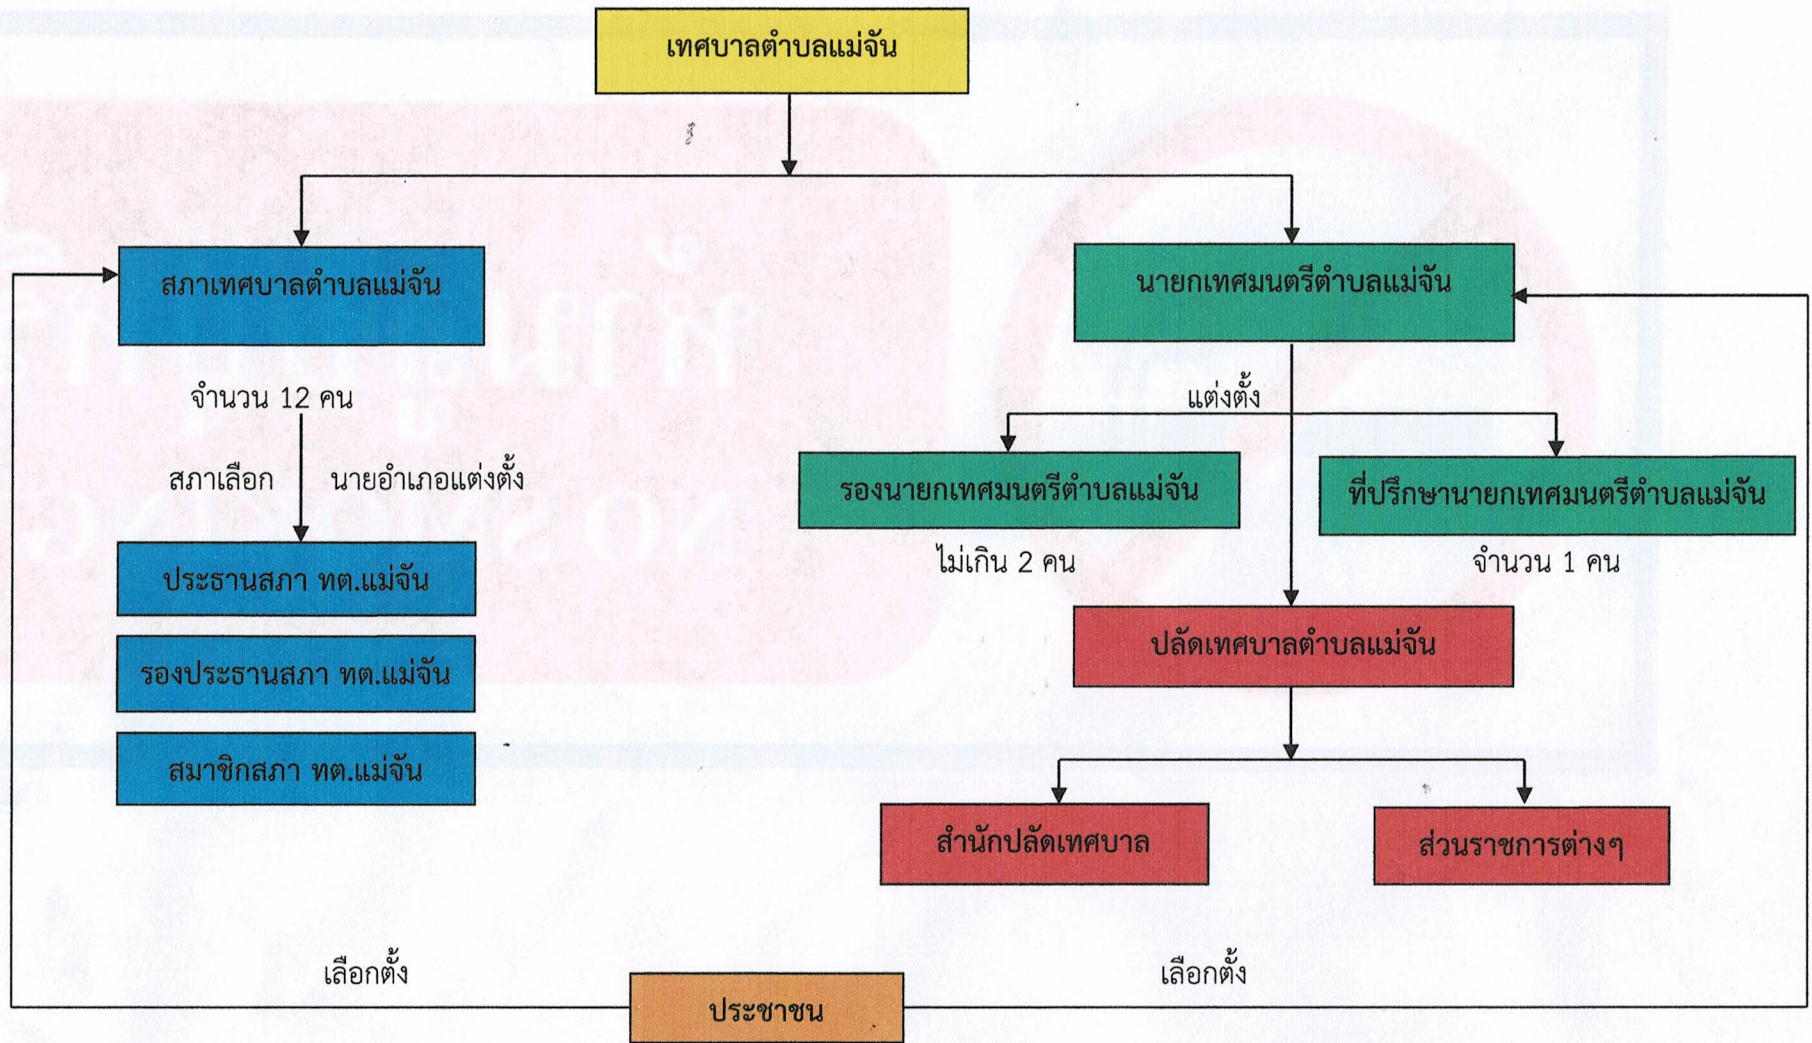 เทศบาลตำบลแม่จัน
สภาเทศบาลตำบลแม่จัน
นายกเทศมนตรีตำบลแม่จัน
จำนวน 12 คน
แต่งตั้ง
สภาเลือก
นายอำเภอแต่งตั้ง
รองนายกเทศมนตรีตำบลแม่จัน
ที่ปรึกษานายกเทศมนตรีตำบลแม่จัน
ไม่เกิน 2 คน
จำนวน 1 คน
ประธานสภา ทต.แม่จัน
ปลัดเทศบาลตำบลแม่จัน
รองประธานสภา ทต.แม่จัน
สมาชิกสภา ทต.แม่จัน
สำนักปลัดเทศบาล
ส่วนราชการต่างๆ
เลือกตั้ง
เลือกตั้ง
ประชาชน